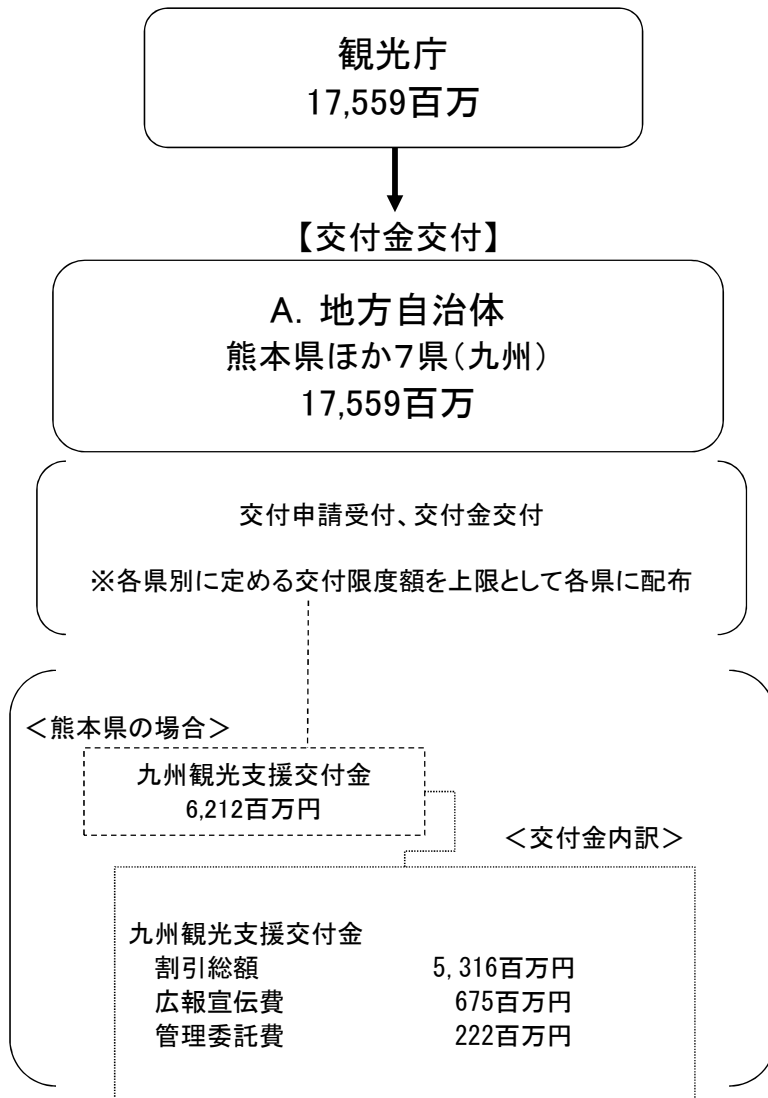 観光庁
17,559百万
【交付金交付】
A. 地方自治体
熊本県ほか７県（九州）
17,559百万
交付申請受付、交付金交付
※各県別に定める交付限度額を上限として各県に配布
＜熊本県の場合＞
九州観光支援交付金
6,212百万円
＜交付金内訳＞
九州観光支援交付金
割引総額 5,316百万円
広報宣伝費 675百万円
管理委託費 222百万円